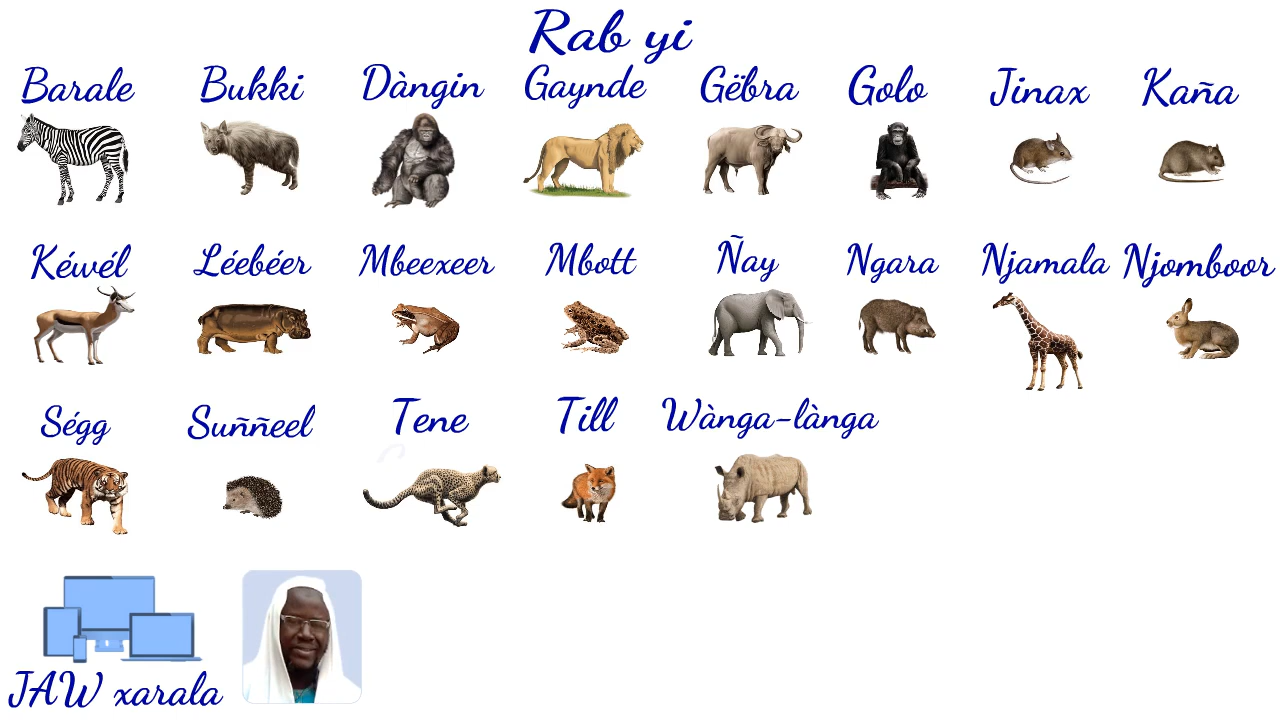 Rab yi
Barale Bukki Dàngin Gaynde Gëbra Golo Jinax Kaña
Kéwél Léebéer Mbeexeer Mbott Ñay Ngara Njamala Njomboor
Ségg Suññeel Tene Till Wànga-lànga
JAW xarala